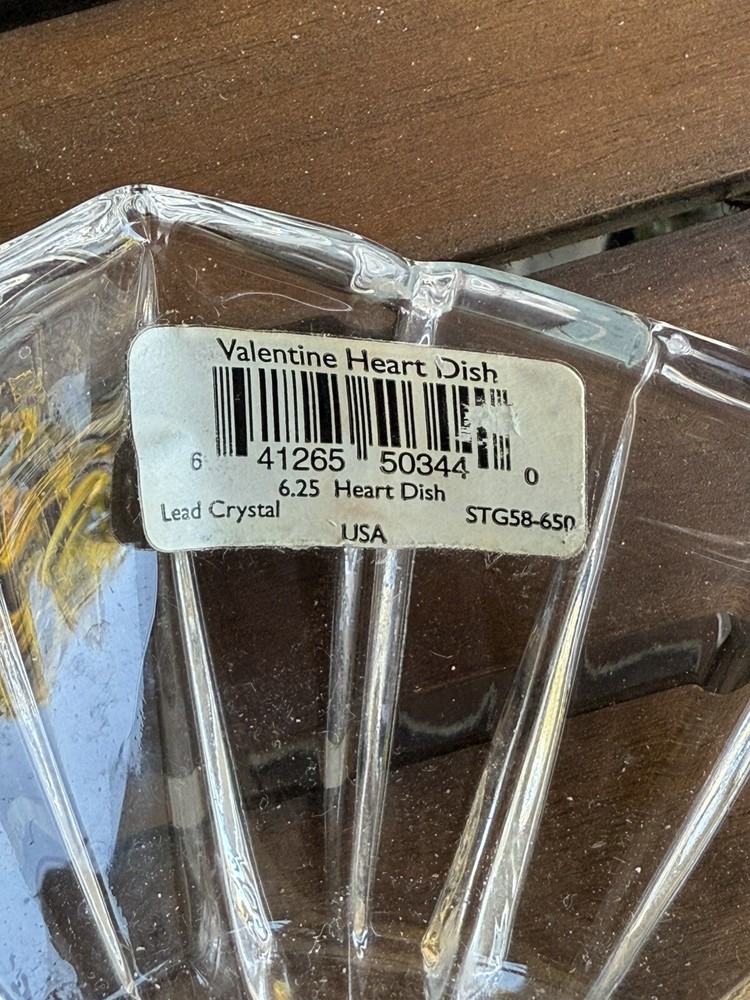 Valentine Heart Dish
6 41265 50344 0
6.25 Heart Dish
Lead Crystal STG58-650
USA